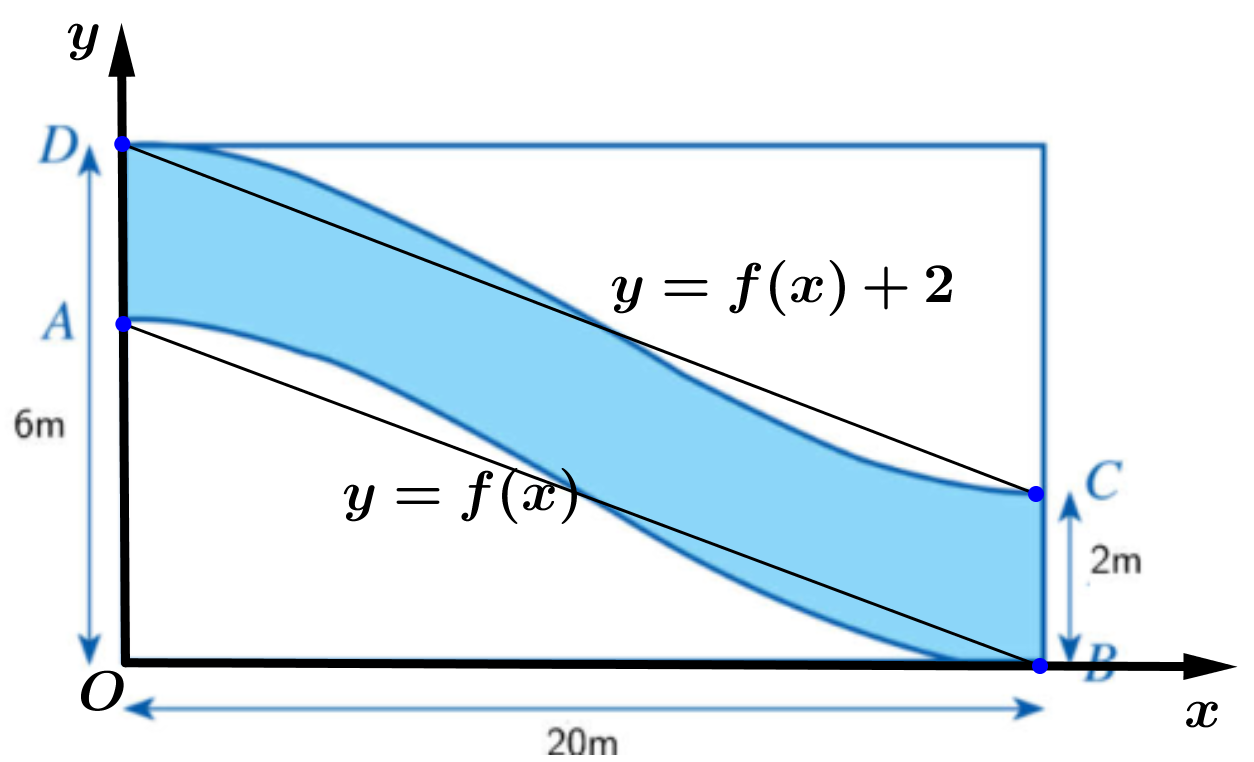 y
D
y = f(x) + 2
A
6m
C
y = f(x)
2m
B
O
x
20m